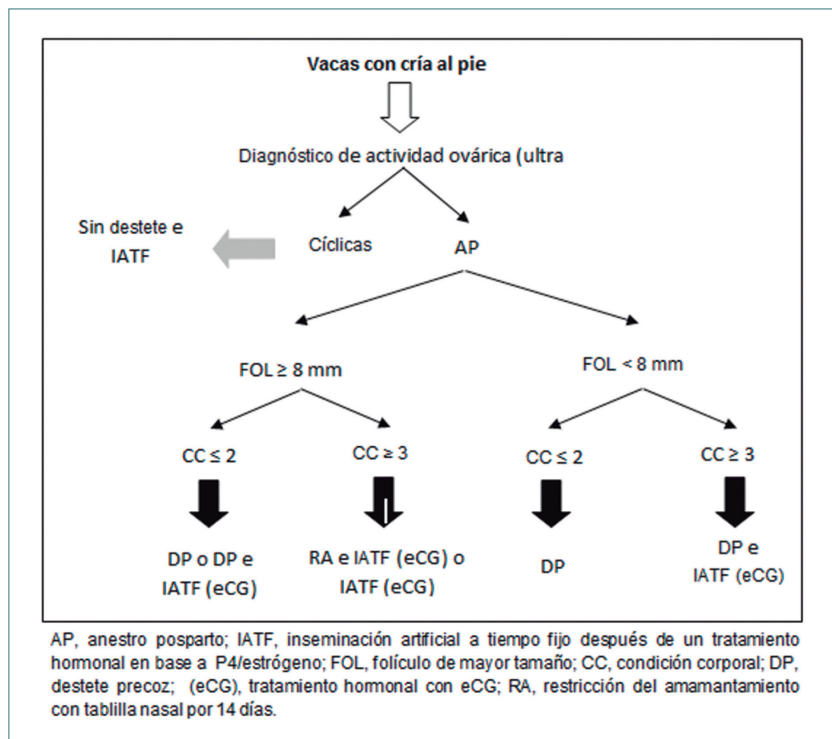 Vacas con cría al pie
Diagnóstico de actividad ovárica (ultra
Sin destete e
IATF
Cíclicas
AP
FOL ≥ 8 mm
FOL < 8 mm
CC ≤ 2
CC ≥ 3
CC ≤ 2
CC ≥ 3
DP o DP e
IATF (eCG)
RA e IATF (eCG) o
IATF (eCG)
DP
DP e
IATF (eCG)
AP, anestro posparto; IATF, inseminación artificial a tiempo fijo después de un tratamiento
hormonal en base a P4/estrógeno; FOL, folículo de mayor tamaño; CC, condición corporal; DP,
destete precoz; (eCG), tratamiento hormonal con eCG; RA, restricción del amamantamiento
con tablilla nasal por 14 días.